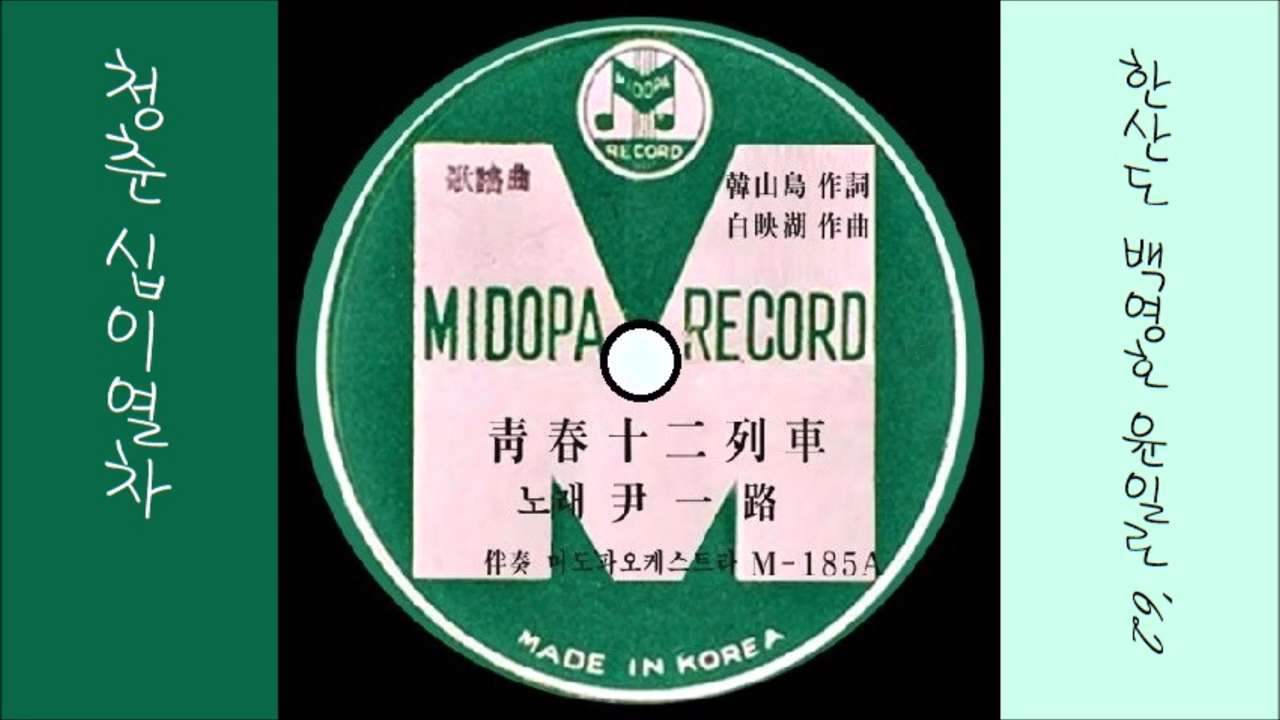 청춘 십이열차
MIDOPA
RECORD
歌謠曲
韓山島 作詞
白映湖 作曲
MIDOPA RECORD
靑春十二列車
노래 尹一路
伴奏 미도파오케스트라 M-185A
MADE IN KOREA
한산도 백영호 윤일로 '62